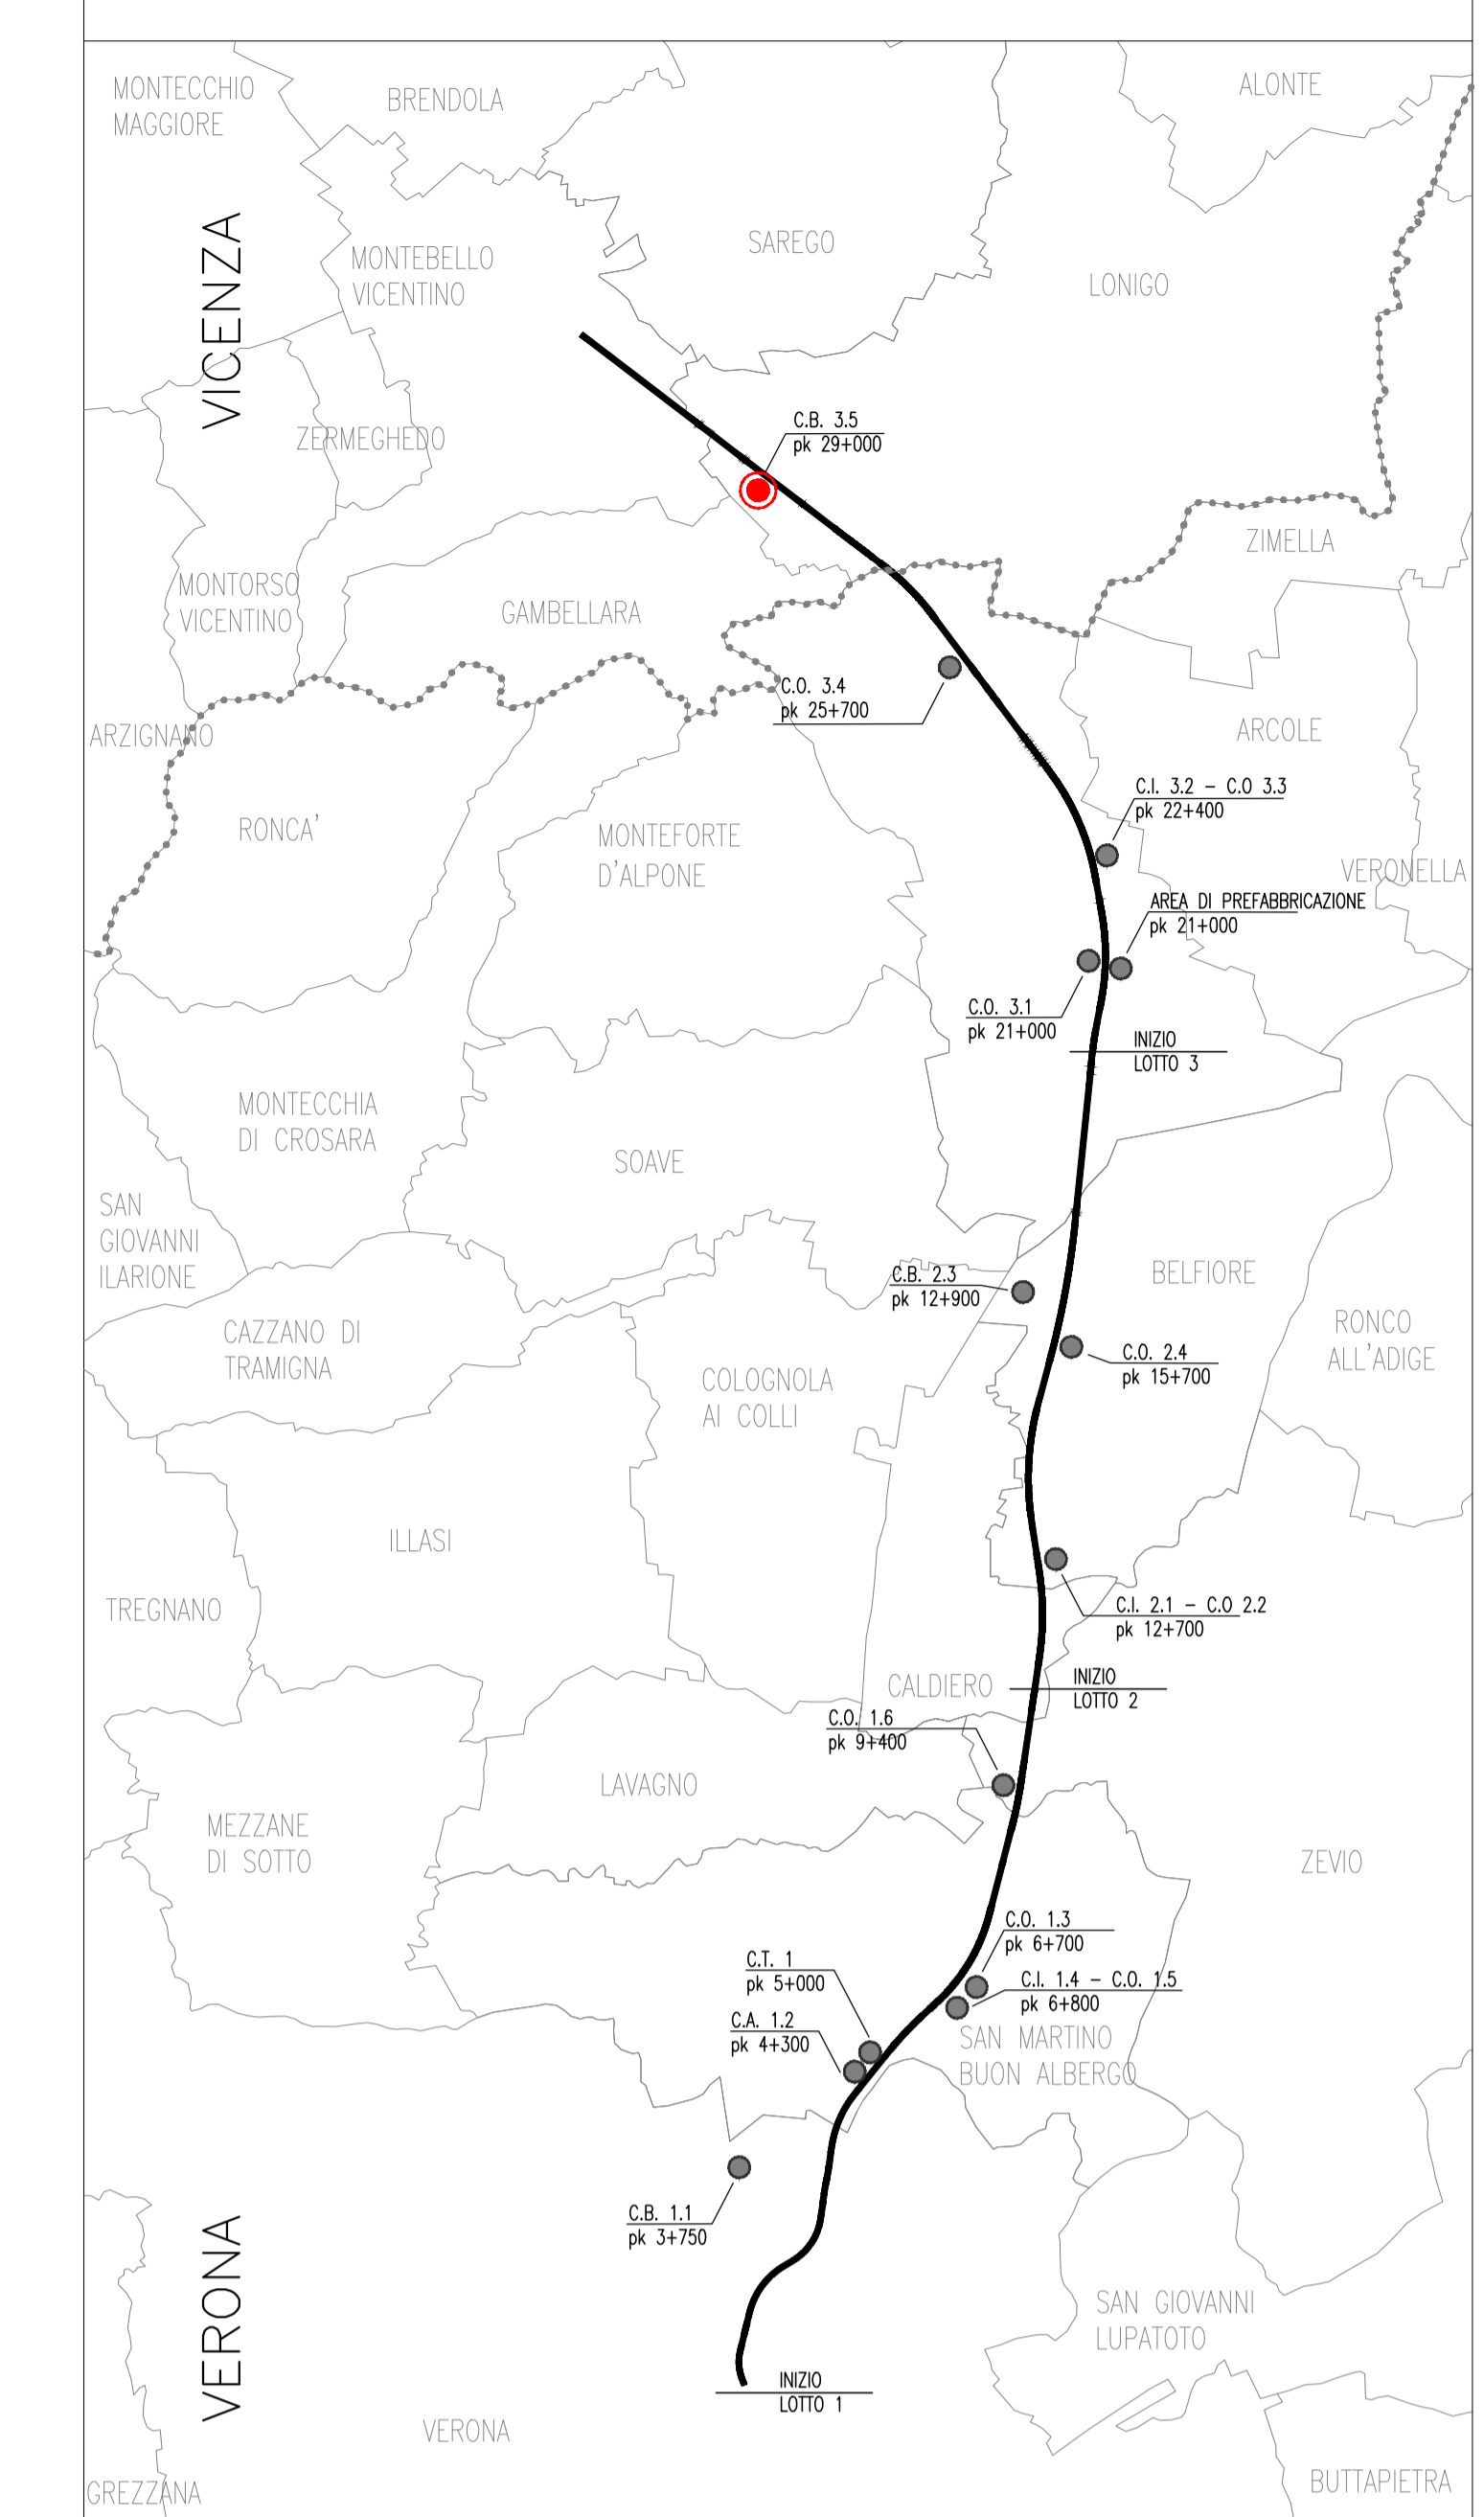 MONTECCHIO
MAGGIORE
BRENDOLA
ALONTE
VICENZA
MONTEBELLO
VICENTINO
SAREGO
LONIGO
ZERMEGHEDO
C.B. 3.5
pk 29+000
ZIMELLA
MONTORSO
VICENTINO
GAMBELLARA
C.O. 3.4
pk 25+700
ARZIGNANO
ARCOLE
RONCA'
MONTEFORTE
D'ALPONE
C.I. 3.2 - C.O 3.3
pk 22+400
VERONELLA
AREA DI PREFABBRICAZIONE
pk 21+000
C.O. 3.1
pk 21+000
INIZIO
LOTTO 3
MONTECCHIA
DI CROSARA
SOAVE
SAN
GIOVANNI
ILARIONE
C.B. 2.3
pk 12+900
BELFIORE
CAZZANO DI
TRAMIGNA
RONCO
ALL'ADIGE
C.O. 2.4
pk 15+700
COLOGNOLA
AI COLLI
ILLASI
TREGNANO
C.I. 2.1 - C.O 2.2
pk 12+700
CALDIERO
INIZIO
LOTTO 2
C.O. 1.6
pk 9+400
LAVAGNO
MEZZANE
DI SOTTO
ZEVIO
C.O. 1.3
pk 6+700
C.T. 1
pk 5+000
C.I. 1.4 - C.O. 1.5
pk 6+800
C.A. 1.2
pk 4+300
SAN MARTINO
BUON ALBERGO
C.B. 1.1
pk 3+750
VERONA
SAN GIOVANNI
LUPATOTO
INIZIO
LOTTO 1
VERONA
GREZZANA
BUTTAPIETRA